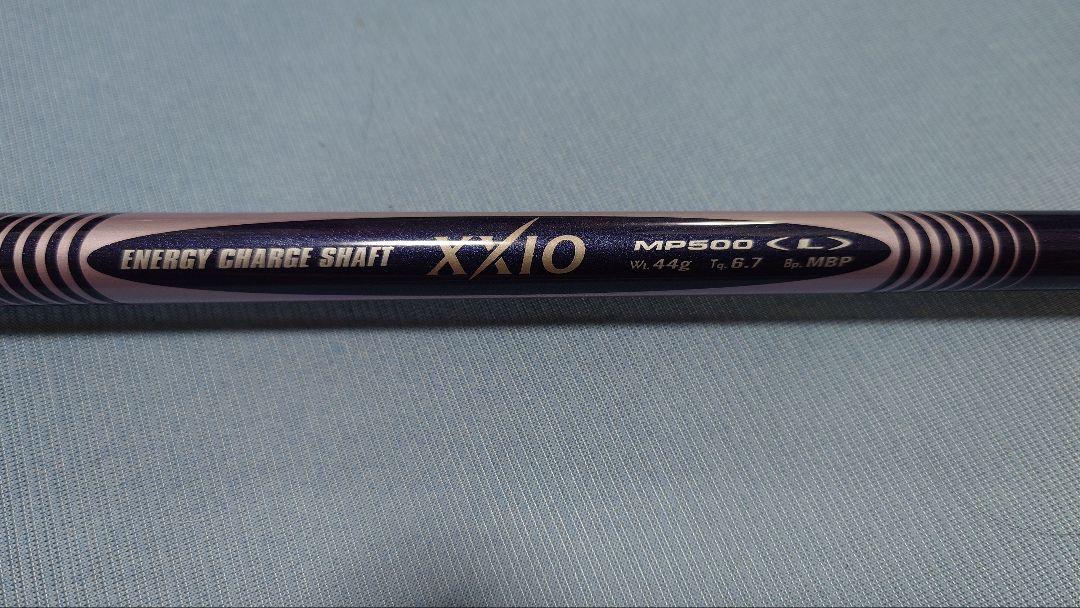 ENERGY CHARGE SHAFT XXIO MP500 <L>
Wt. 44g Tq. 6.7 Bp. MBP